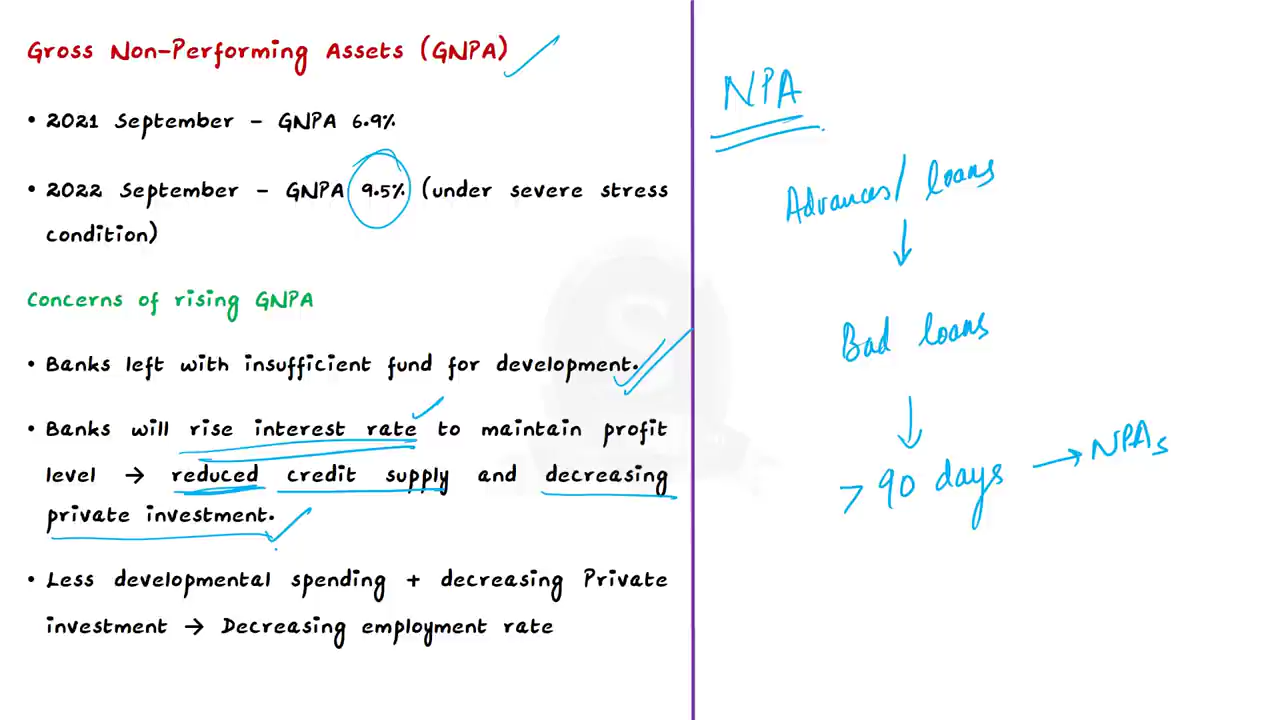 Gross Non-Performing Assets (GNPA)
• 2021 September - GNPA 6.9%
• 2022 September - GNPA 9.5% (under severe stress
condition)
Concerns of rising GNPA
• Banks left with insufficient fund for development.
• Banks will rise interest rate to maintain profit
level → reduced credit supply and decreasing
private investment.
• Less developmental spending + decreasing Private
investment → Decreasing employment rate
NPA
Advances/ loans
↓
Bad loans
↓
>90 days → NPAs